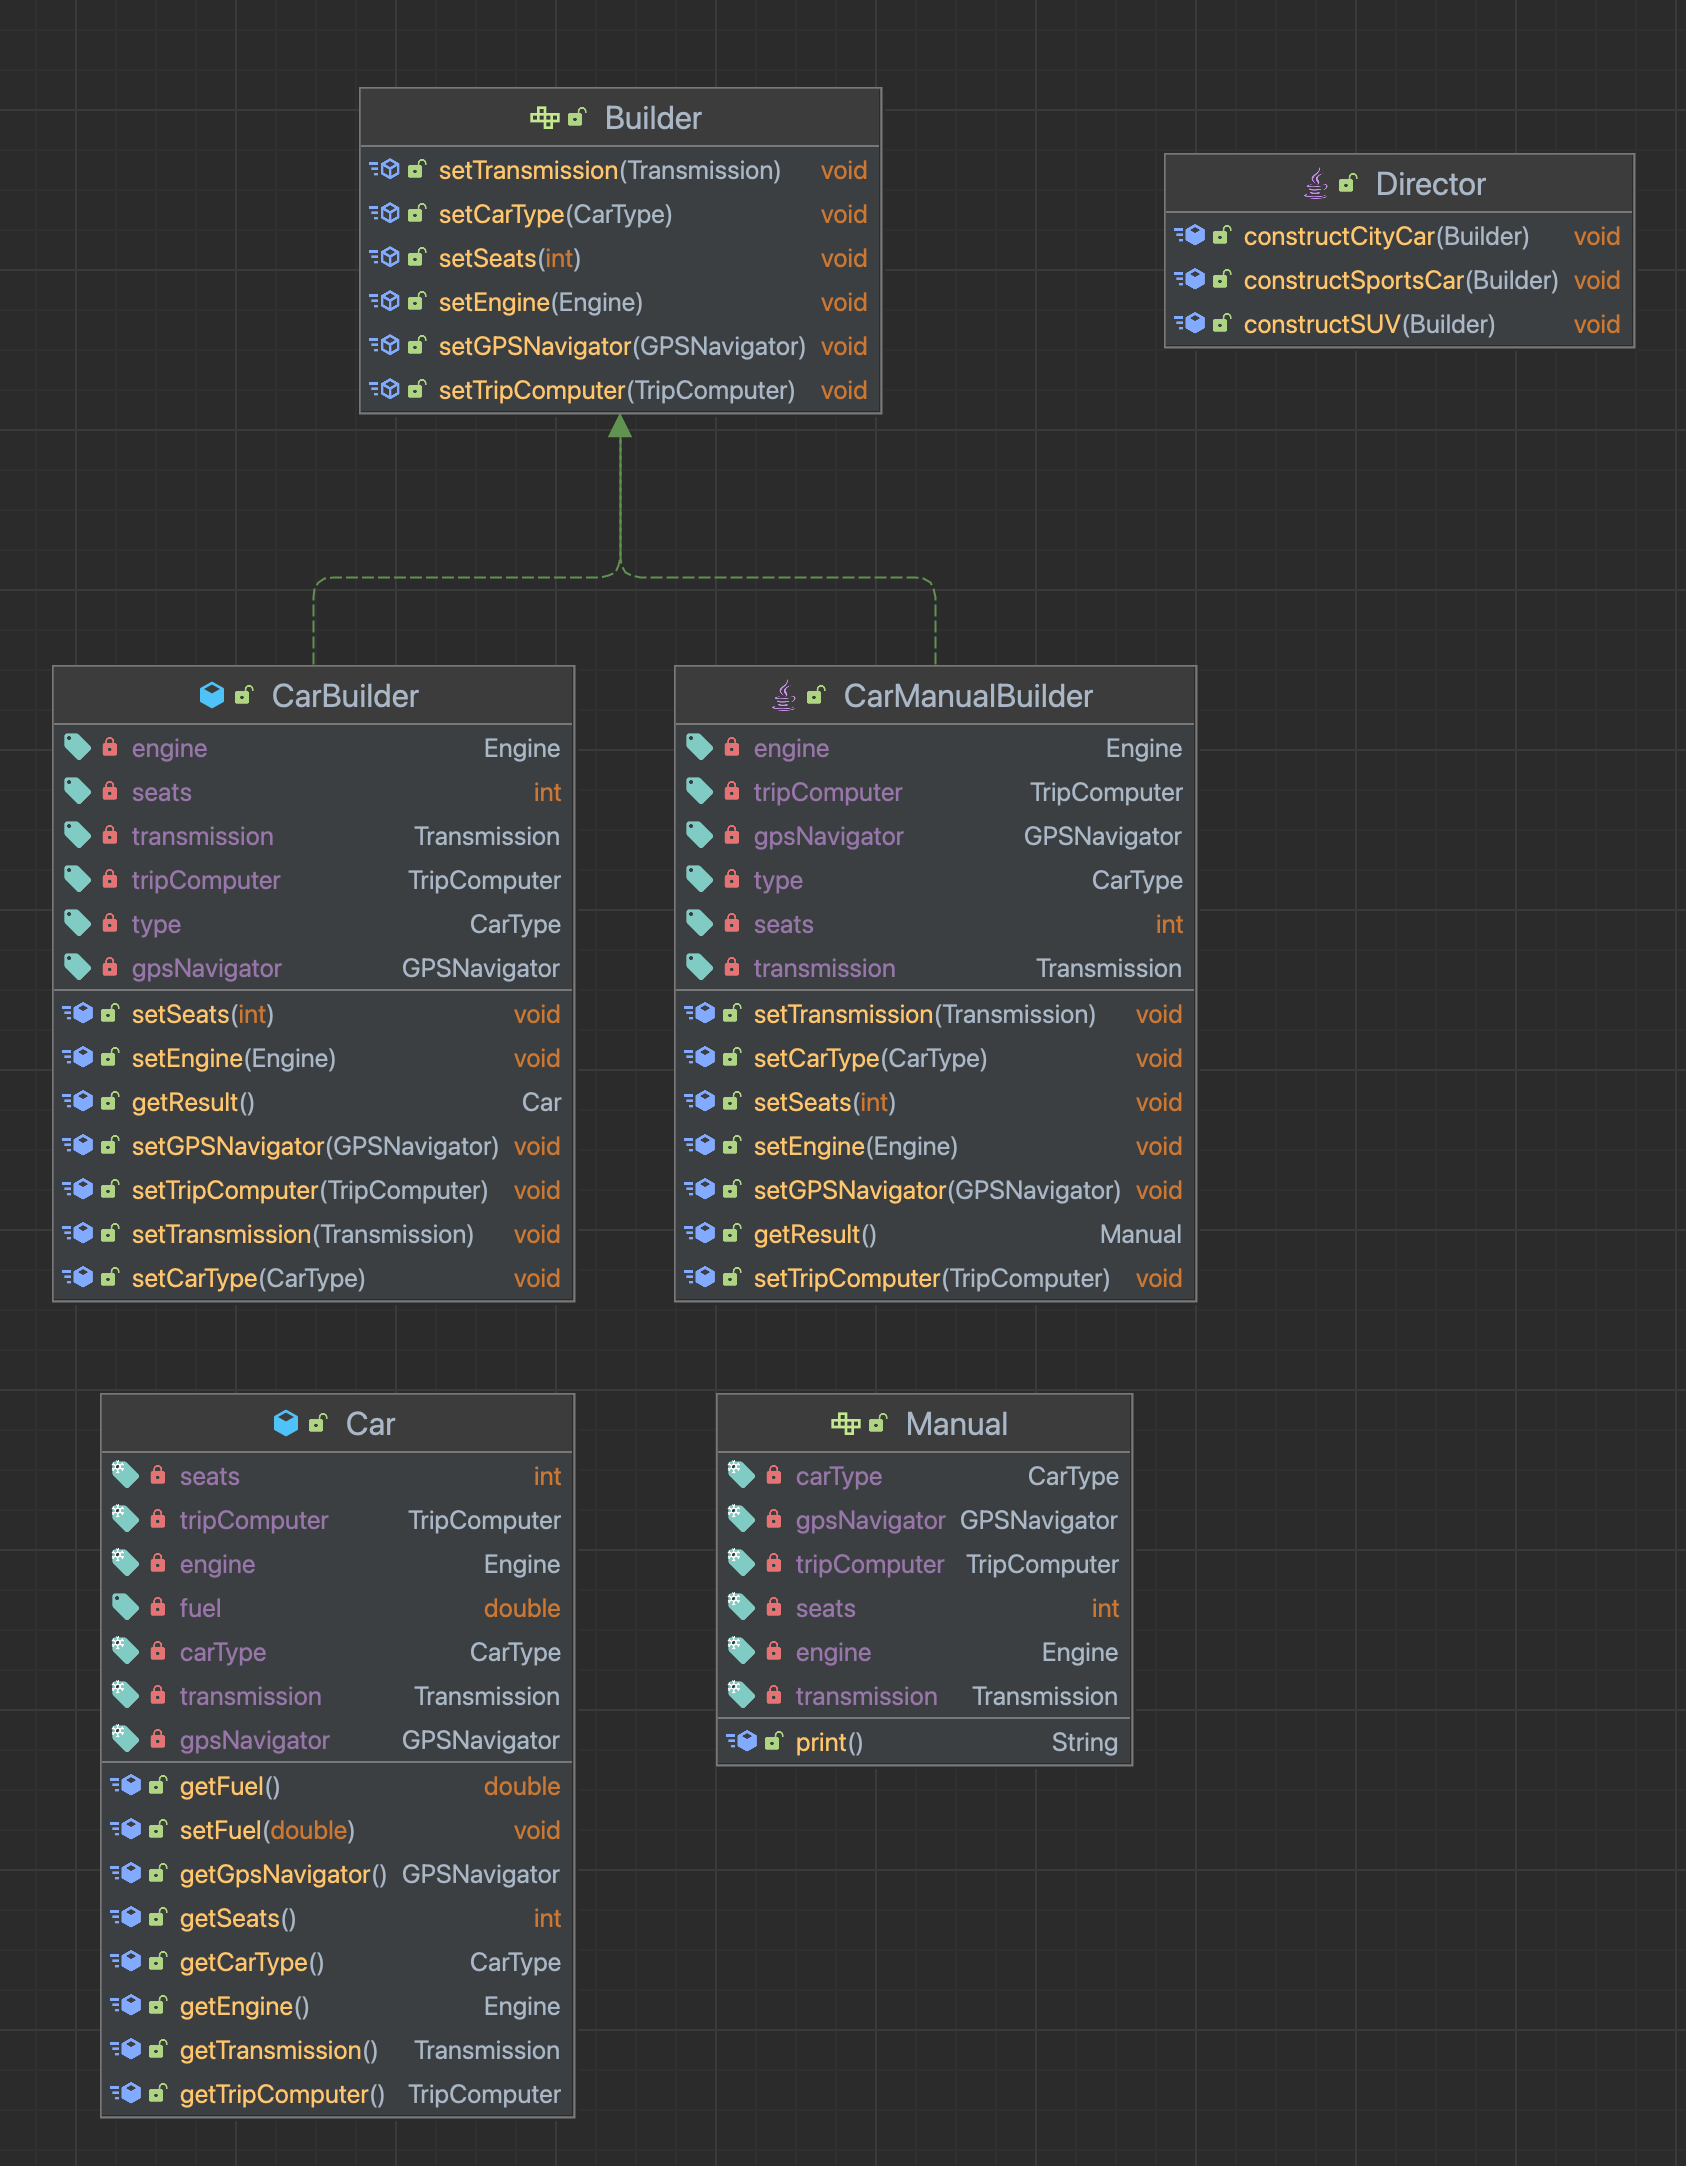 Builder
setTransmission(Transmission) void
setCarType(CarType) void
setSeats(int) void
setEngine(Engine) void
setGPSNavigator(GPSNavigator) void
setTripComputer(TripComputer) void
Director
constructCityCar(Builder) void
constructSportsCar(Builder) void
constructSUV(Builder) void
CarBuilder
engine Engine
seats int
transmission Transmission
tripComputer TripComputer
type CarType
gpsNavigator GPSNavigator
setSeats(int) void
setEngine(Engine) void
getResult() Car
setGPSNavigator(GPSNavigator) void
setTripComputer(TripComputer) void
setTransmission(Transmission) void
setCarType(CarType) void
CarManualBuilder
engine Engine
tripComputer TripComputer
gpsNavigator GPSNavigator
type CarType
seats int
transmission Transmission
setTransmission(Transmission) void
setCarType(CarType) void
setSeats(int) void
setEngine(Engine) void
setGPSNavigator(GPSNavigator) void
getResult() Manual
setTripComputer(TripComputer) void
Car
seats int
tripComputer TripComputer
engine Engine
fuel double
carType CarType
transmission Transmission
gpsNavigator GPSNavigator
getFuel() double
setFuel(double) void
getGpsNavigator() GPSNavigator
getSeats() int
getCarType() CarType
getEngine() Engine
getTransmission() Transmission
getTripComputer() TripComputer
Manual
carType CarType
gpsNavigator GPSNavigator
tripComputer TripComputer
seats int
engine Engine
transmission Transmission
print() String